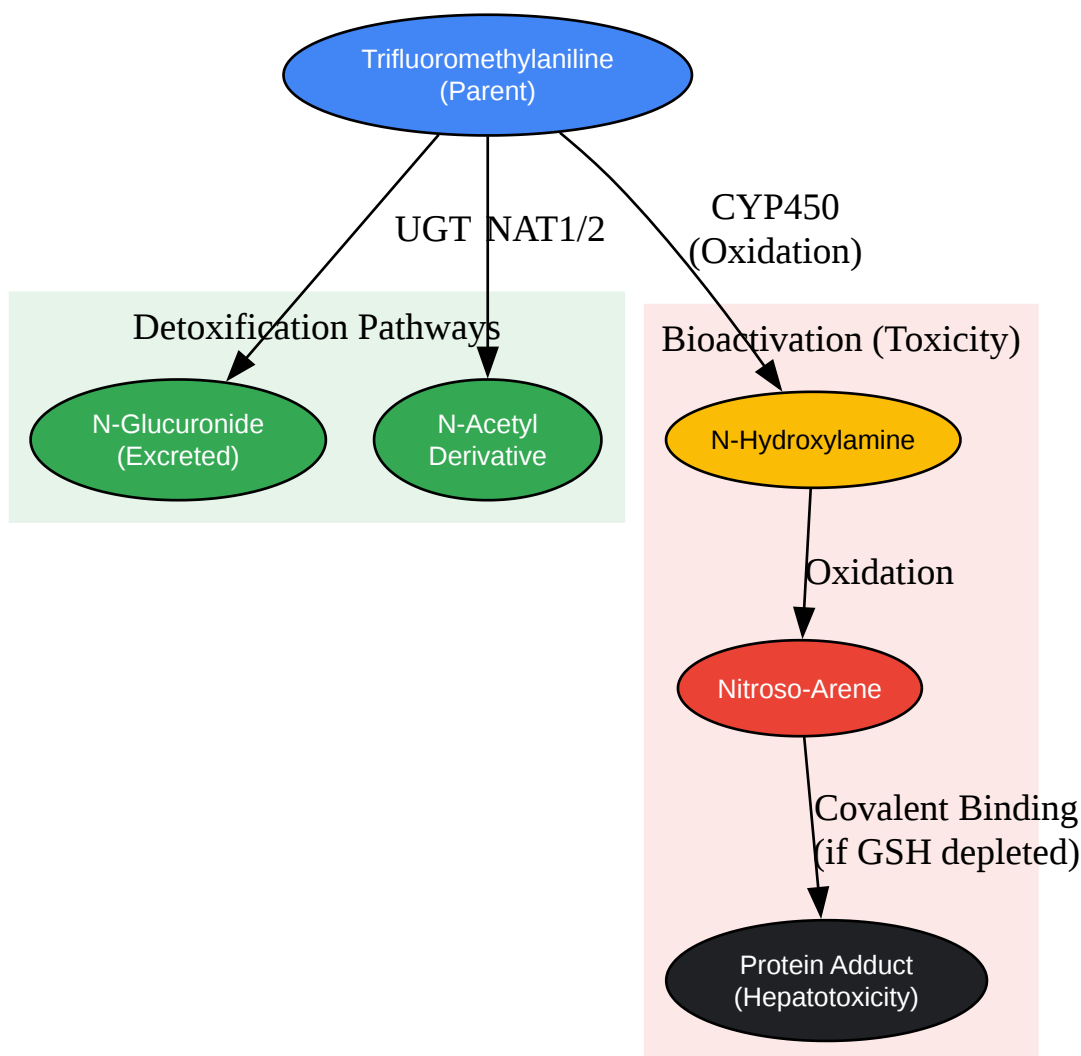 Trifluoromethylaniline
(Parent)
UGT
NAT1/2
CYP450
(Oxidation)
Detoxification Pathways
Bioactivation (Toxicity)
N-Glucuronide
(Excreted)
N-Acetyl
Derivative
N-Hydroxylamine
Oxidation
Nitroso-Arene
Covalent Binding
(if GSH depleted)
Protein Adduct
(Hepatotoxicity)